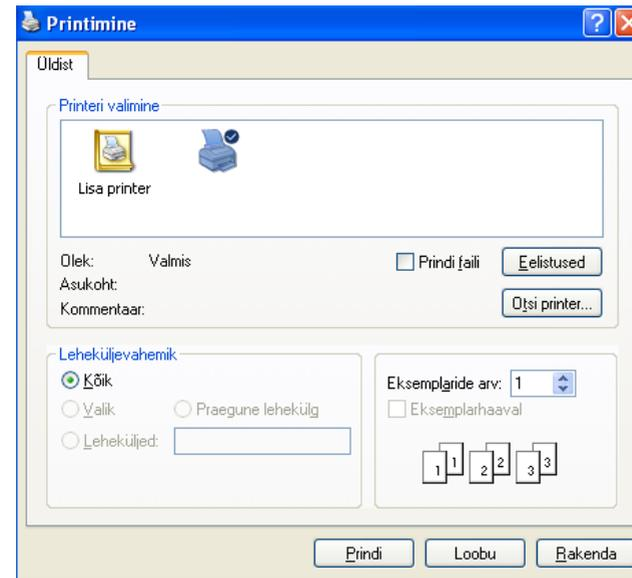 Printimine
Üldist
Printeri valimine
Lisa printer
Olek: Valmis
Prindi faili
Eelistused
Asukoht:
Kommentaar:
Otsi printer...
Leheküljevahemik
Kõik
Valik
Praegune lehekülg
Leheküljed:
Eksemplaride arv: 1
Eksemplarhaaval
1 1 2 2 3 3
Prindi
Loobu
Rakenda